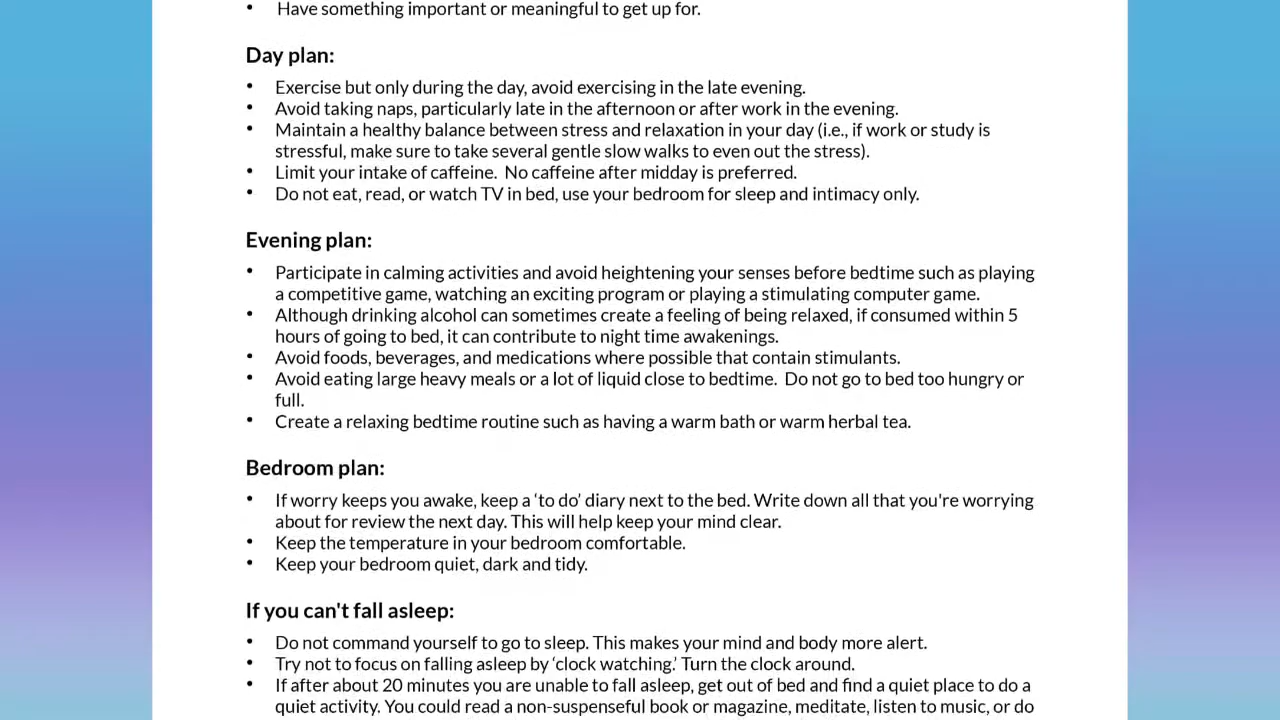 • Have something important or meaningful to get up for.
Day plan:
• Exercise but only during the day, avoid exercising in the late evening.
• Avoid taking naps, particularly late in the afternoon or after work in the evening.
• Maintain a healthy balance between stress and relaxation in your day (i.e., if work or study is
stressful, make sure to take several gentle slow walks to even out the stress).
• Limit your intake of caffeine.  No caffeine after midday is preferred.
• Do not eat, read, or watch TV in bed, use your bedroom for sleep and intimacy only.
Evening plan:
• Participate in calming activities and avoid heightening your senses before bedtime such as playing
a competitive game, watching an exciting program or playing a stimulating computer game.
• Although drinking alcohol can sometimes create a feeling of being relaxed, if consumed within 5
hours of going to bed, it can contribute to night time awakenings.
• Avoid foods, beverages, and medications where possible that contain stimulants.
• Avoid eating large heavy meals or a lot of liquid close to bedtime.  Do not go to bed too hungry or
full.
• Create a relaxing bedtime routine such as having a warm bath or warm herbal tea.
Bedroom plan:
• If worry keeps you awake, keep a ‘to do’ diary next to the bed. Write down all that you're worrying
about for review the next day. This will help keep your mind clear.
• Keep the temperature in your bedroom comfortable.
• Keep your bedroom quiet, dark and tidy.
If you can't fall asleep:
• Do not command yourself to go to sleep. This makes your mind and body more alert.
• Try not to focus on falling asleep by ‘clock watching.’ Turn the clock around.
• If after about 20 minutes you are unable to fall asleep, get out of bed and find a quiet place to do a
quiet activity. You could read a non-suspenseful book or magazine, meditate, listen to music, or do